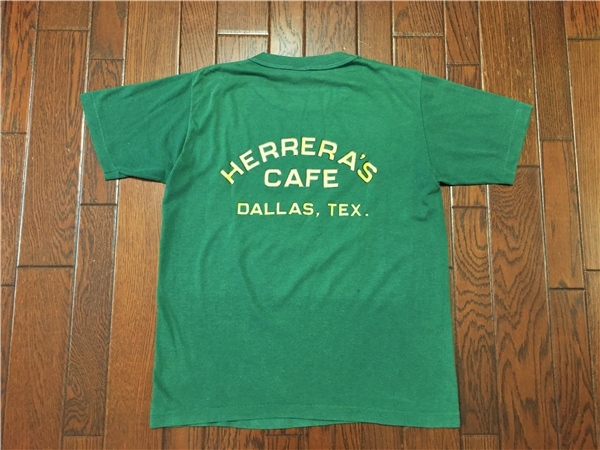 HERRERA'S
CAFE
DALLAS, TEX.